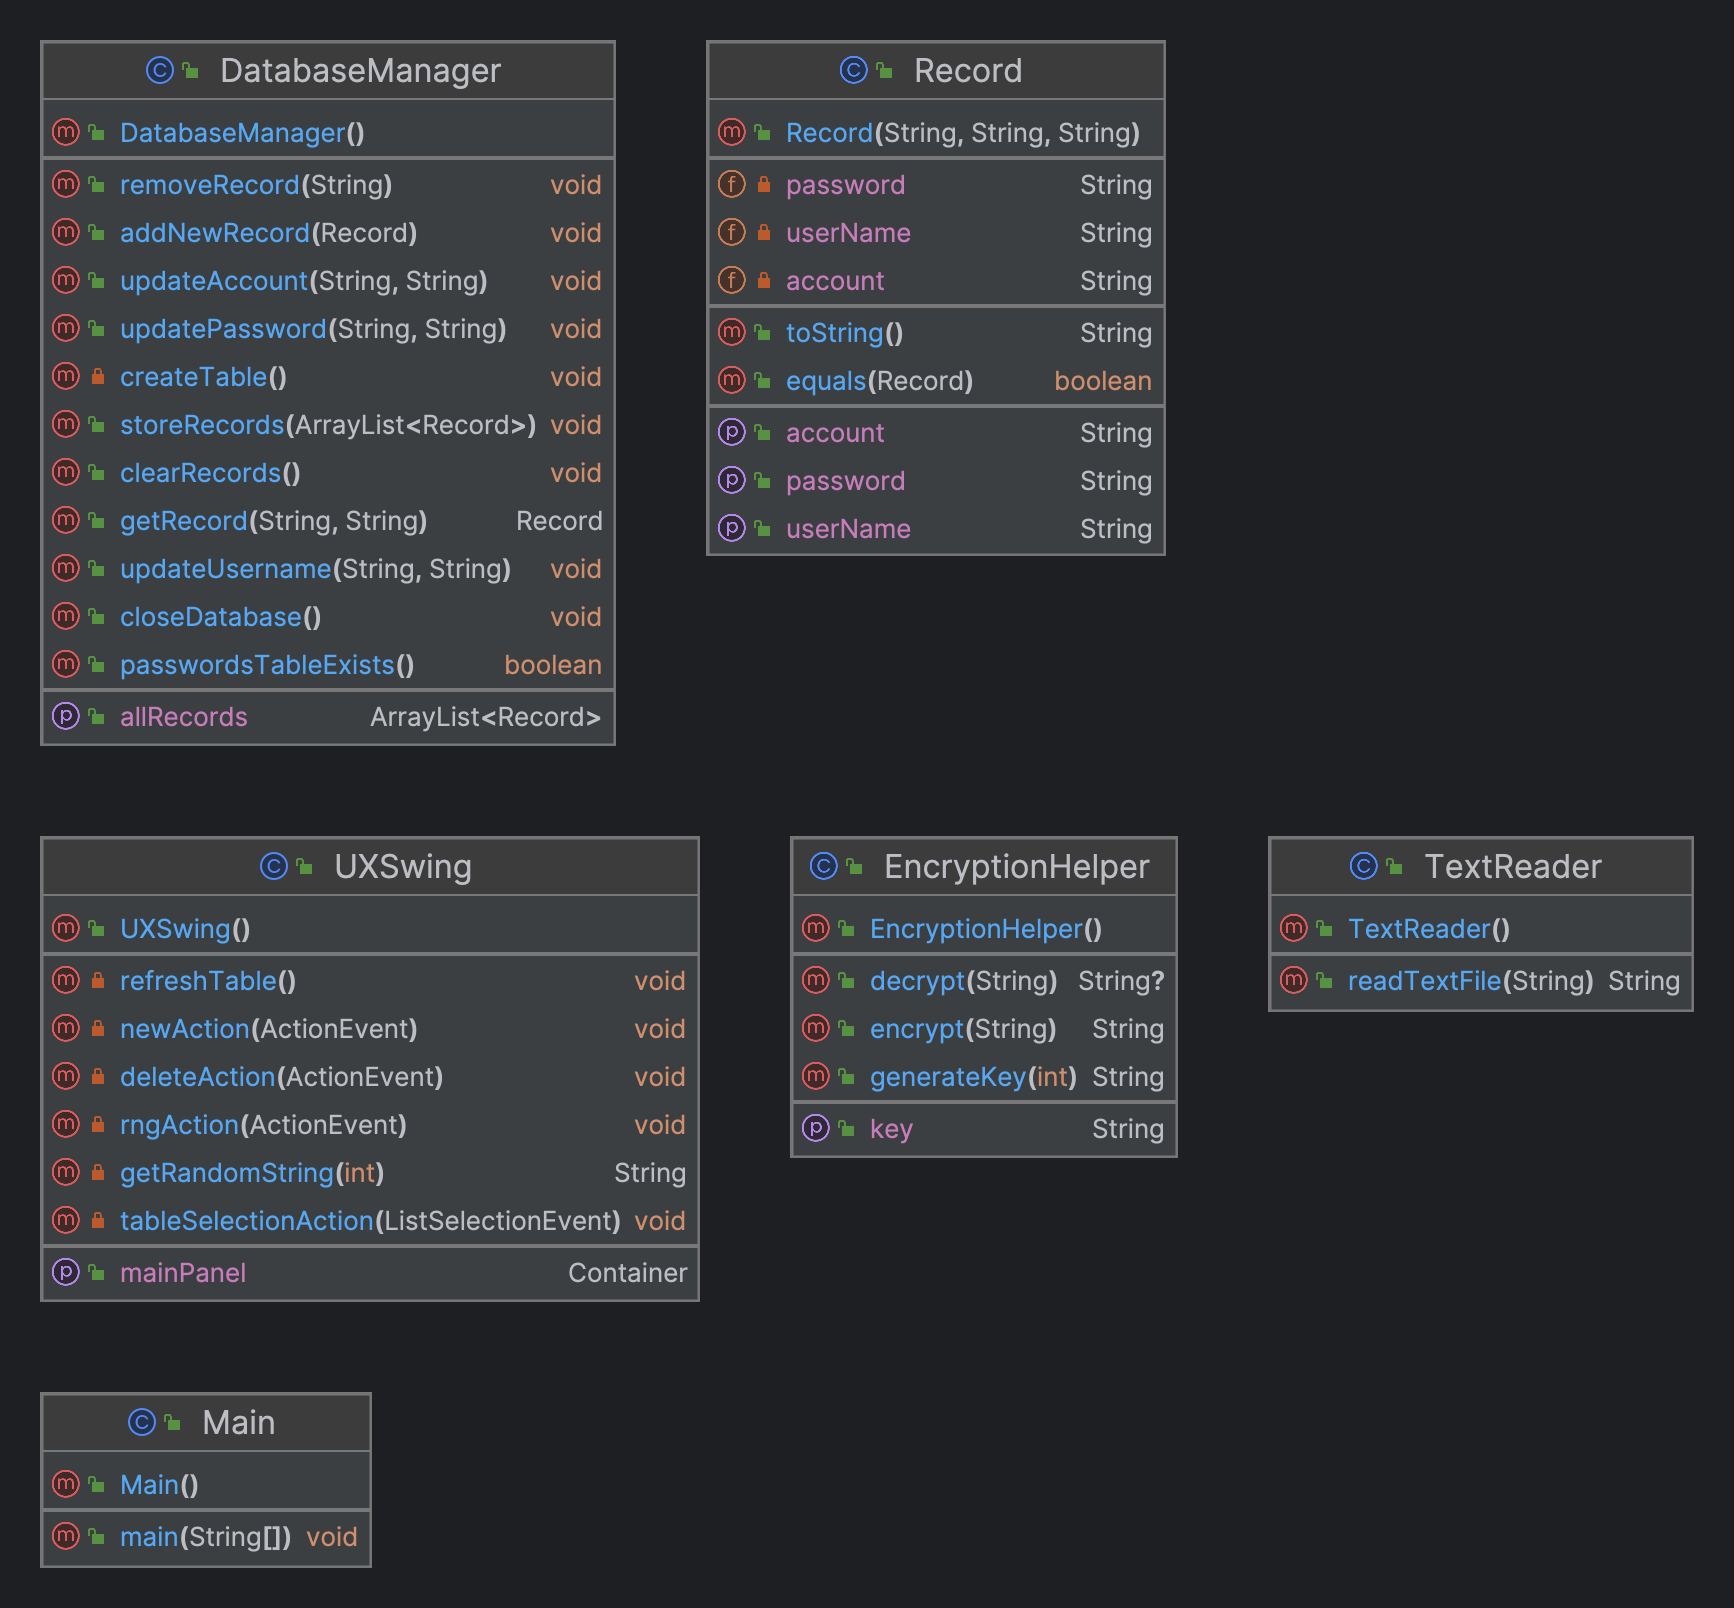 DatabaseManager
DatabaseManager()
removeRecord(String) void
addNewRecord(Record) void
updateAccount(String, String) void
updatePassword(String, String) void
createTable() void
storeRecords(ArrayList<Record>) void
clearRecords() void
getRecord(String, String) Record
updateUsername(String, String) void
closeDatabase() void
passwordsTableExists() boolean
allRecords ArrayList<Record>
Record
Record(String, String, String)
password String
userName String
account String
toString() String
equals(Record) boolean
account String
password String
userName String
UXSwing
UXSwing()
refreshTable() void
newAction(ActionEvent) void
deleteAction(ActionEvent) void
rngAction(ActionEvent) void
getRandomString(int) String
tableSelectionAction(ListSelectionEvent) void
mainPanel Container
EncryptionHelper
EncryptionHelper()
decrypt(String) String?
encrypt(String) String
generateKey(int) String
key String
TextReader
TextReader()
readTextFile(String) String
Main
Main()
main(String[]) void